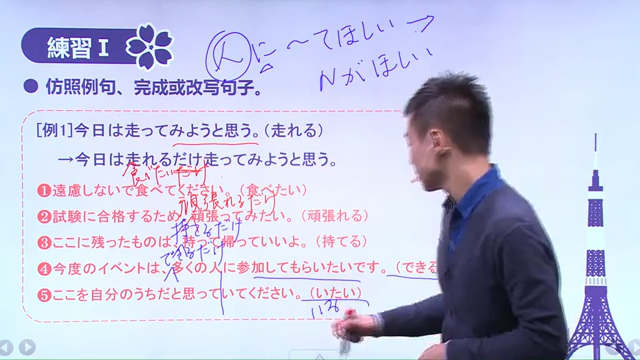 練習Ⅰ
人に〜てほしい→
Nがほしい
● 仿照例句、完成或改写句子。
[例1]今日は走ってみようと思う。(走れる)
→今日は走れるだけ走ってみようと思う。
食べたいだけ
❶遠慮しないで食べてください。(食べたい)
頑張れるだけ
❷試験に合格するため、頑張ってみたい。(頑張れる)
持てるだけ
❸ここに残ったものは、持って帰っていいよ。(持てる)
できるだけ
❹今度のイベントは、多くの人に参加してもらいたいです。(できる
❺ここを自分のうちだと思っていてください。(いたい)
いる